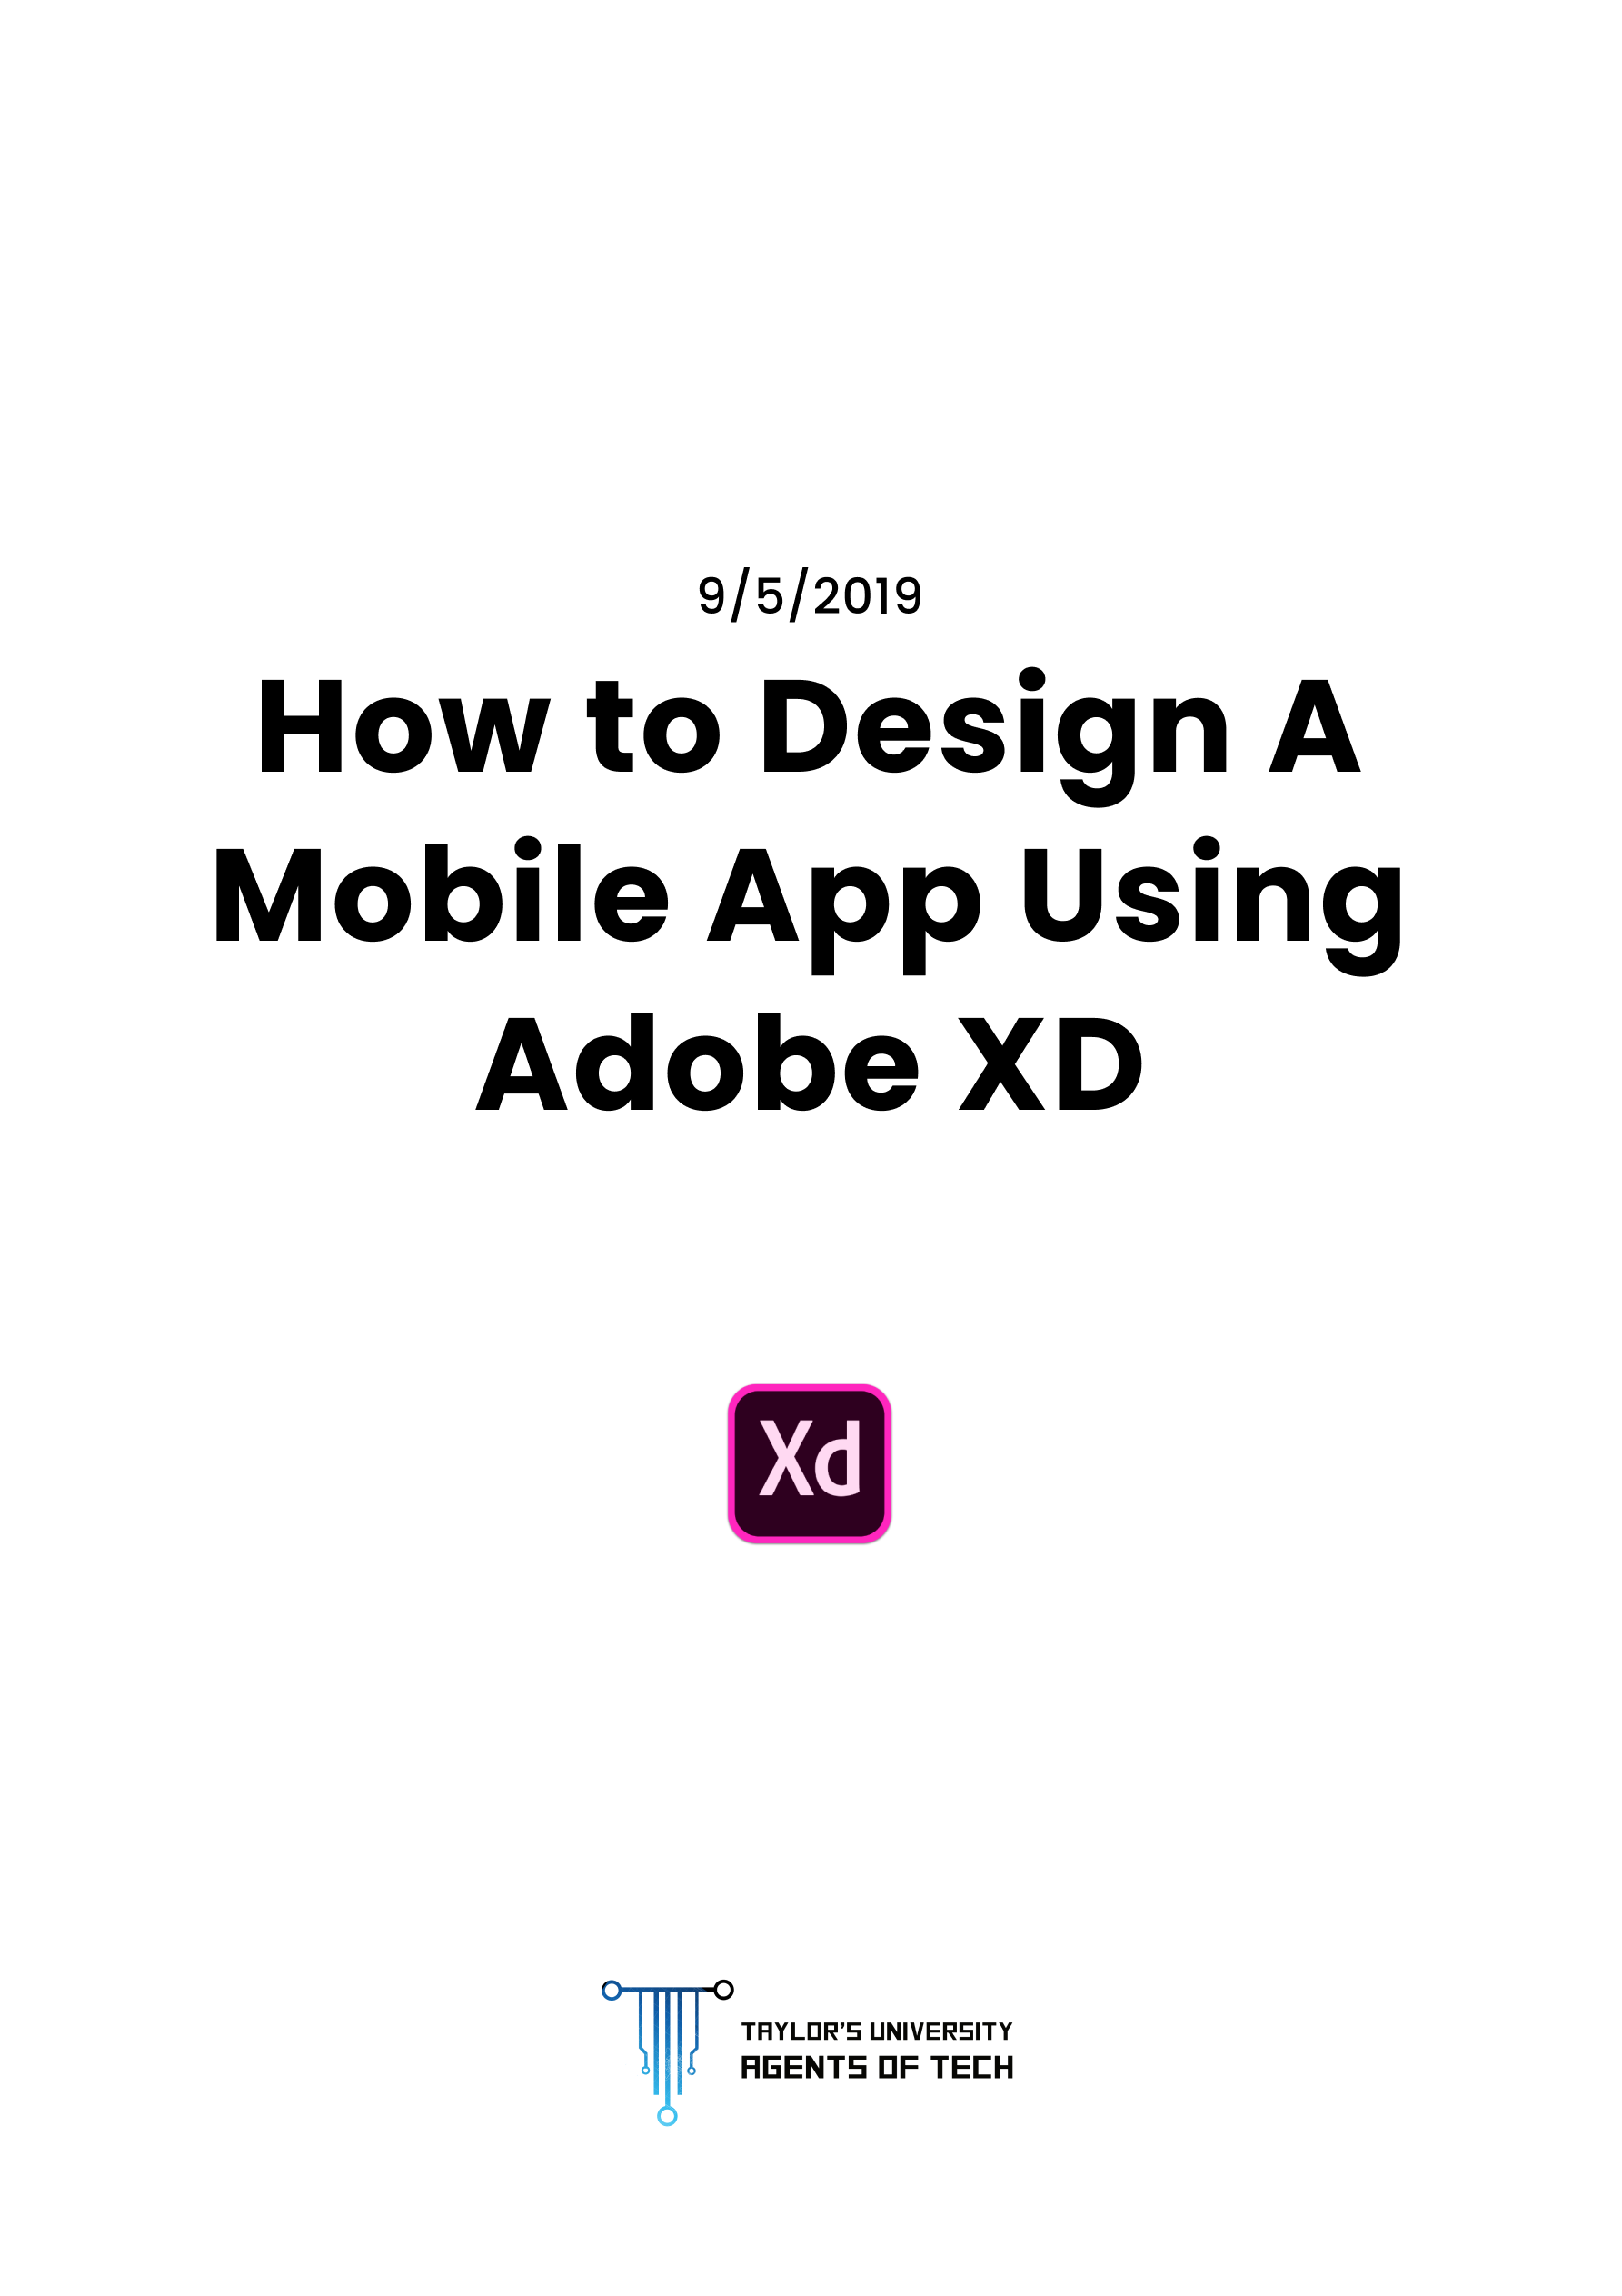 9/5/2019
How to Design A
Mobile App Using
Adobe XD
Xd
TAYLOR'S UNIVERSITY
AGENTS OF TECH